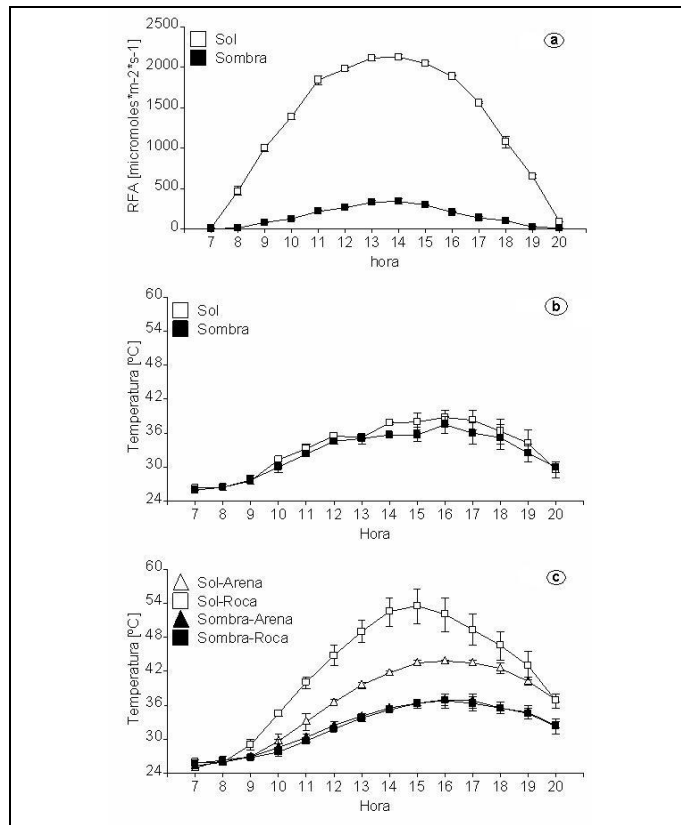 2500
2000
1500
1000
500
0
RFA [micromoles*m-2*s-1]
Sol
Sombra
a
7 8 9 10 11 12 13 14 15 16 17 18 19 20
hora
60
54
48
42
36
30
24
Temperatura [ºC]
Sol
Sombra
b
7 8 9 10 11 12 13 14 15 16 17 18 19 20
Hora
60
54
48
42
36
30
24
Temperatura [ºC]
Sol-Arena
Sol-Roca
Sombra-Arena
Sombra-Roca
c
7 8 9 10 11 12 13 14 15 16 17 18 19 20
Hora